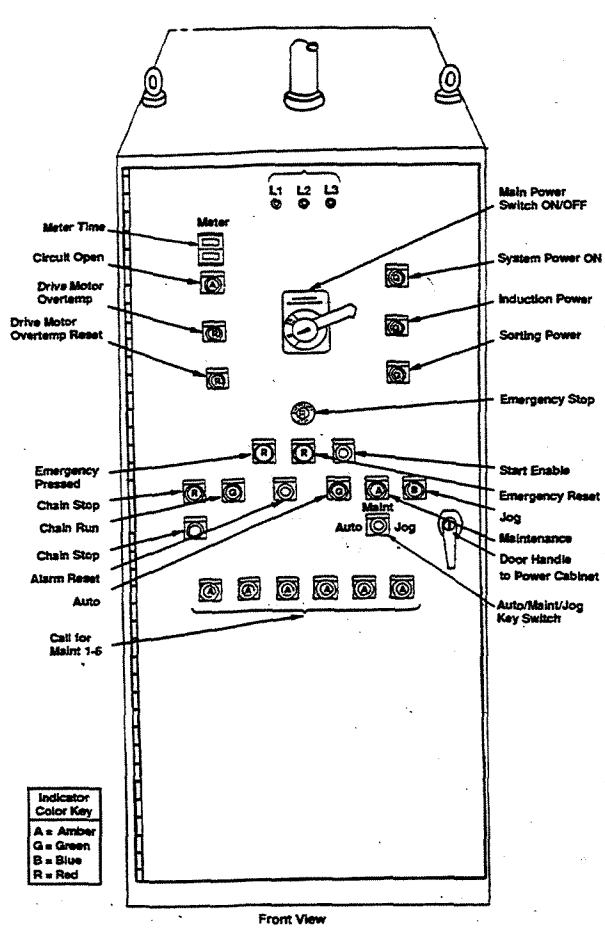 L1 L2 L3
Meter
Main Power
Switch ON/OFF
Meter Time
Circuit Open
A
System Power ON
Drive Motor
Overtemp
Induction Power
Drive Motor
Overtemp Reset
R
Sorting Power
Emergency Stop
R
R
Emergency
Pressed
Start Enable
Chain Stop
R
G
G
A
B
Emergency Reset
Chain Run
Maint
Jog
Chain Stop
Auto
Jog
Maintenance
Alarm Reset
Door Handle
to Power Cabinet
Auto
Auto/Maint/Jog
Key Switch
A
A
A
A
A
A
Call for
Maint 1-6
Indicator
Color Key
A = Amber
G = Green
B = Blue
R = Red
Front View